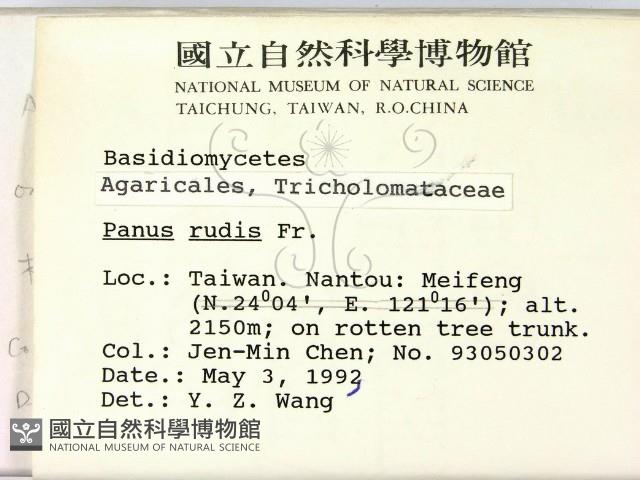 國立自然科學博物館
NATIONAL MUSEUM OF NATURAL SCIENCE
TAICHUNG, TAIWAN, R.O.CHINA
Basidiomycetes
Agaricales, Tricholomataceae
Panus rudis Fr.
Loc.: Taiwan. Nantou: Meifeng
(N.24⁰04', E. 121⁰16'); alt.
2150m; on rotten tree trunk.
Col.: Jen-Min Chen; No. 93050302
Date.: May 3, 1992
Det.: Y. Z. Wang
國立自然科學博物館
NATIONAL MUSEUM OF NATURAL SCIENCE